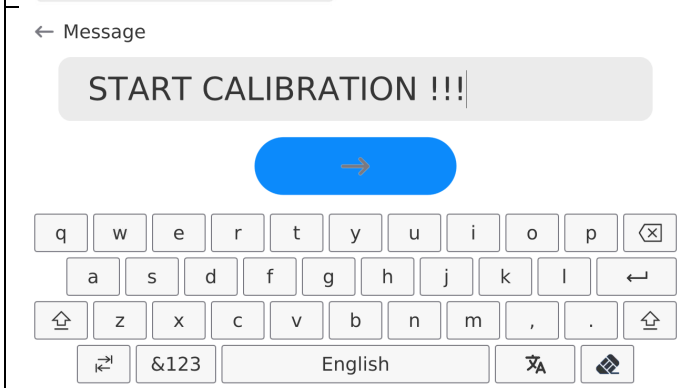 Message
START CALIBRATION !!!
q w e r t y u i o p
a s d f g h j k l
z x c v b n m , .
&123 English